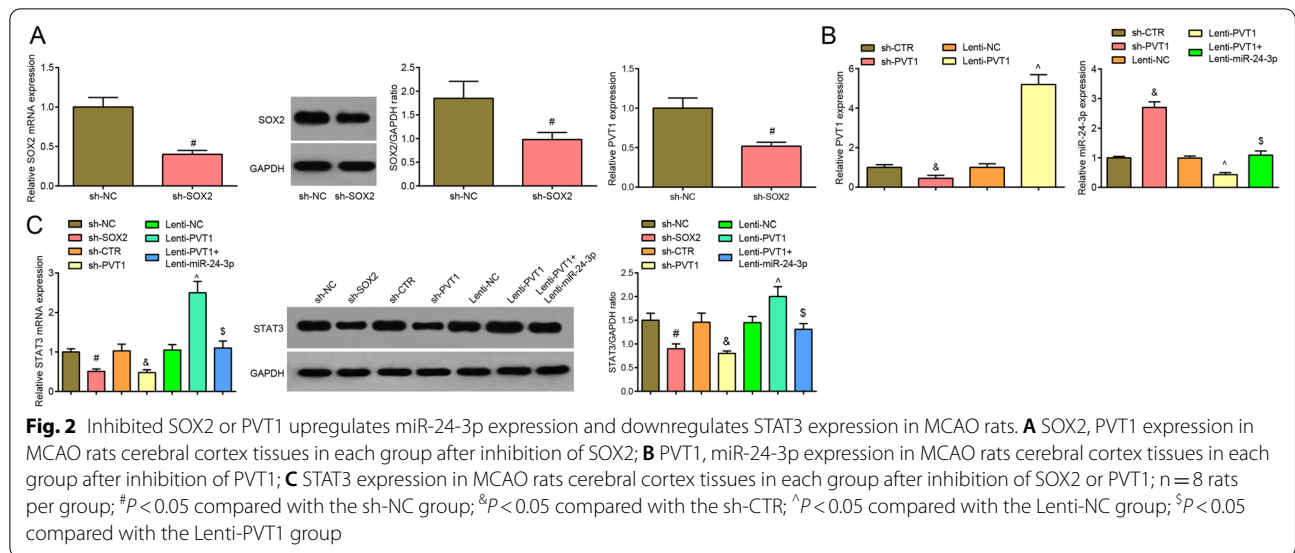 A
Relative SOX2 mRNA expression
1.5
1.0
0.5
0.0
#
sh-NC
sh-SOX2
SOX2
GAPDH
sh-NC sh-SOX2
SOX2/GAPDH ratio
2.5
2.0
1.5
1.0
0.5
0.0
#
sh-NC
sh-SOX2
Relative PVT1 expression
1.5
1.0
0.5
0.0
#
sh-NC
sh-SOX2
B
sh-CTR
sh-PVT1
Lenti-NC
Lenti-PVT1
Relative PVT1 expression
6
4
2
0
&
^
sh-CTR
sh-PVT1
Lenti-NC
Lenti-PVT1
Lenti-PVT1+
Lenti-miR-24-3p
Relative miR-24-3p expression
4
3
2
1
0
&
^
$
C
sh-NC
sh-SOX2
sh-CTR
sh-PVT1
Lenti-NC
Lenti-PVT1
Lenti-PVT1+
Lenti-miR-24-3p
Relative STAT3 mRNA expression
3
2
1
0
#
&
^
$
sh-NC
sh-SOX2
sh-CTR
sh-PVT1
Lenti-NC
Lenti-PVT1
Lenti-PVT1+
Lenti-miR-24-3p
STAT3
GAPDH
sh-NC
sh-SOX2
sh-CTR
sh-PVT1
Lenti-NC
Lenti-PVT1
Lenti-PVT1+
Lenti-miR-24-3p
STAT3/GAPDH ratio
2.5
2.0
1.5
1.0
0.5
0.0
#
&
^
$
Fig. 2 Inhibited SOX2 or PVT1 upregulates miR-24-3p expression and downregulates STAT3 expression in MCAO rats. A SOX2, PVT1 expression in
MCAO rats cerebral cortex tissues in each group after inhibition of SOX2; B PVT1, miR-24-3p expression in MCAO rats cerebral cortex tissues in each
group after inhibition of PVT1; C STAT3 expression in MCAO rats cerebral cortex tissues in each group after inhibition of SOX2 or PVT1; n = 8 rats
per group; #P < 0.05 compared with the sh-NC group; &P < 0.05 compared with the sh-CTR; ^P < 0.05 compared with the Lenti-NC group; $P < 0.05
compared with the Lenti-PVT1 group